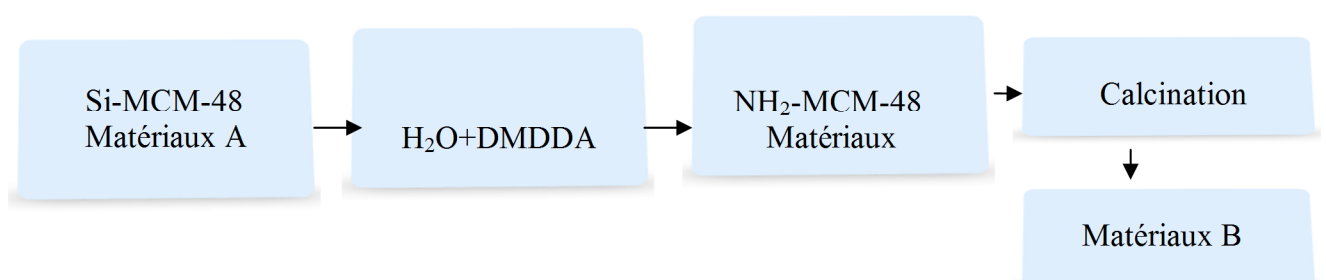 Si-MCM-48
Matériaux A
H₂O+DMDDA
NH₂-MCM-48
Matériaux
Calcination
Matériaux B